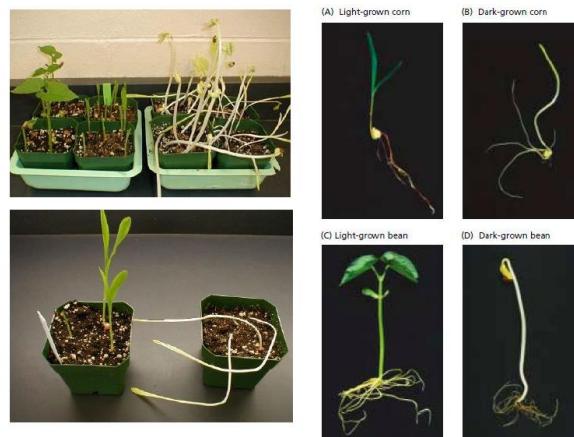 (A) Light-grown corn
(B) Dark-grown corn
(C) Light-grown bean
(D) Dark-grown bean